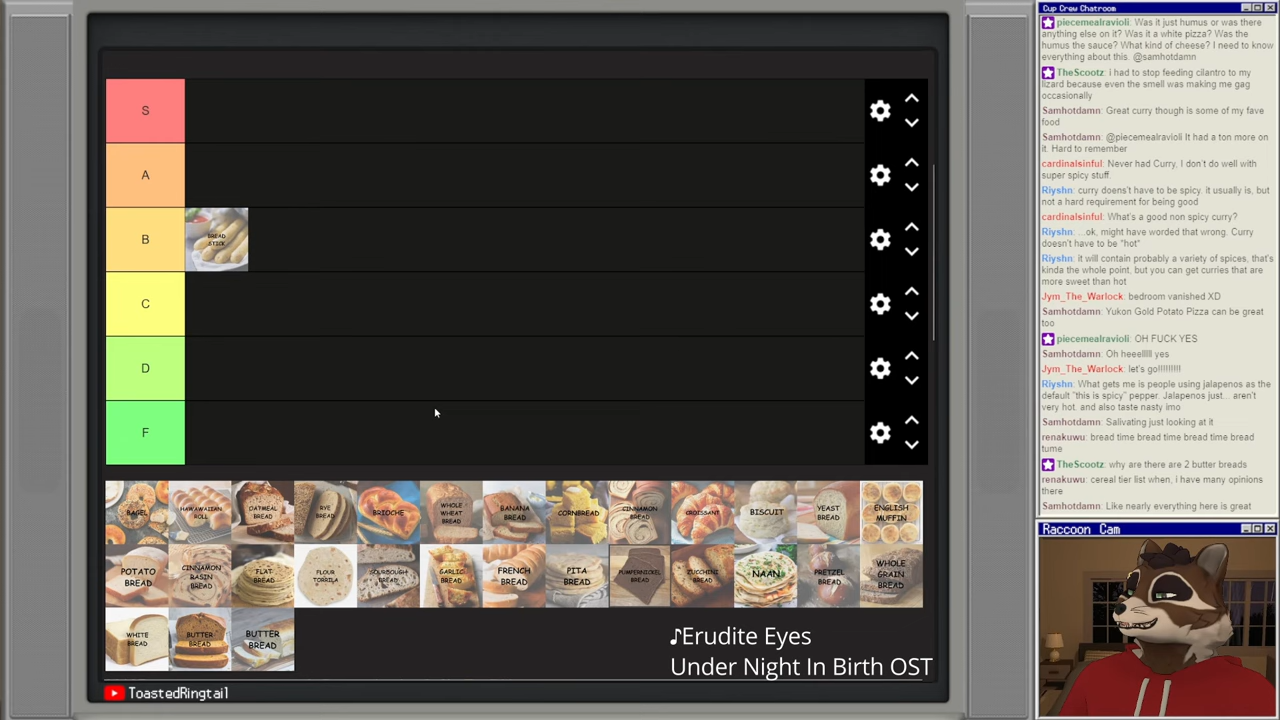 S
A
B
BREAD
STICK
C
D
F
BAGEL
HAWAIIAN
ROLL
OATMEAL
BREAD
RYE
BREAD
BRIOCHE
WHOLE
WHEAT
BREAD
BANANA
BREAD
CORNBREAD
CINNAMON
BREAD
CROISSANT
BISCUIT
YEAST
BREAD
ENGLISH
MUFFIN
POTATO
BREAD
CINNAMON
RASIN
BREAD
FLAT
BREAD
FLOUR
TORRILA
SOURDOUGH
BREAD
GARLIC
BREAD
FRENCH
BREAD
PITA
BREAD
PUMPERNICKEL
BREAD
ZUCCHINI
BREAD
NAAN
PRETZEL
BREAD
WHOLE
GRAIN
BREAD
WHITE
BREAD
BUTTER
BREAD
BUTTER
BREAD
♪Erudite Eyes
Under Night In Birth OST
ToastedRingtail
Cup Crew Chatroom
piecemealravioli: Was it just humus or was there
anything else on it? Was it a white pizza? Was the
humus the sauce? What kind of cheese? I need to know
everything about this. @samhotdamn
TheScootz: i had to stop feeding cilantro to my
lizard because even the smell was making me gag
occasionally
Samhotdamn: Great curry though is some of my fave
food
Samhotdamn: @piecemealravioli It had a ton more on
it. Hard to remember
cardinalsinful: Never had Curry, I don't do well with
super spicy stuff.
Riyshn: curry doens't have to be spicy. it usually is, but
not a hard requirement for being good
cardinalsinful: What's a good non spicy curry?
Riyshn: ...ok, might have worded that wrong. Curry
doesn't have to be *hot*
Riyshn: it will contain probably a variety of spices, that's
kinda the whole point, but you can get curries that are
more sweet than hot
Jym_The_Warlock: bedroom vanished XD
Samhotdamn: Yukon Gold Potato Pizza can be great
too
piecemealravioli: OH FUCK YES
Samhotdamn: Oh heeelllll yes
Jym_The_Warlock: let's go!!!!!!!!!
Riyshn: What gets me is people using jalapenos as the
default "this is spicy" pepper. Jalapenos just... aren't
very hot. and also taste nasty imo
Samhotdamn: Salivating just looking at it
renakuwu: bread time bread time bread time bread
tume
TheScootz: why are there 2 butter breads
renakuwu: cereal tier list when, i have many opinions
there
Samhotdamn: Like nearly everything here is great
Raccoon Cam